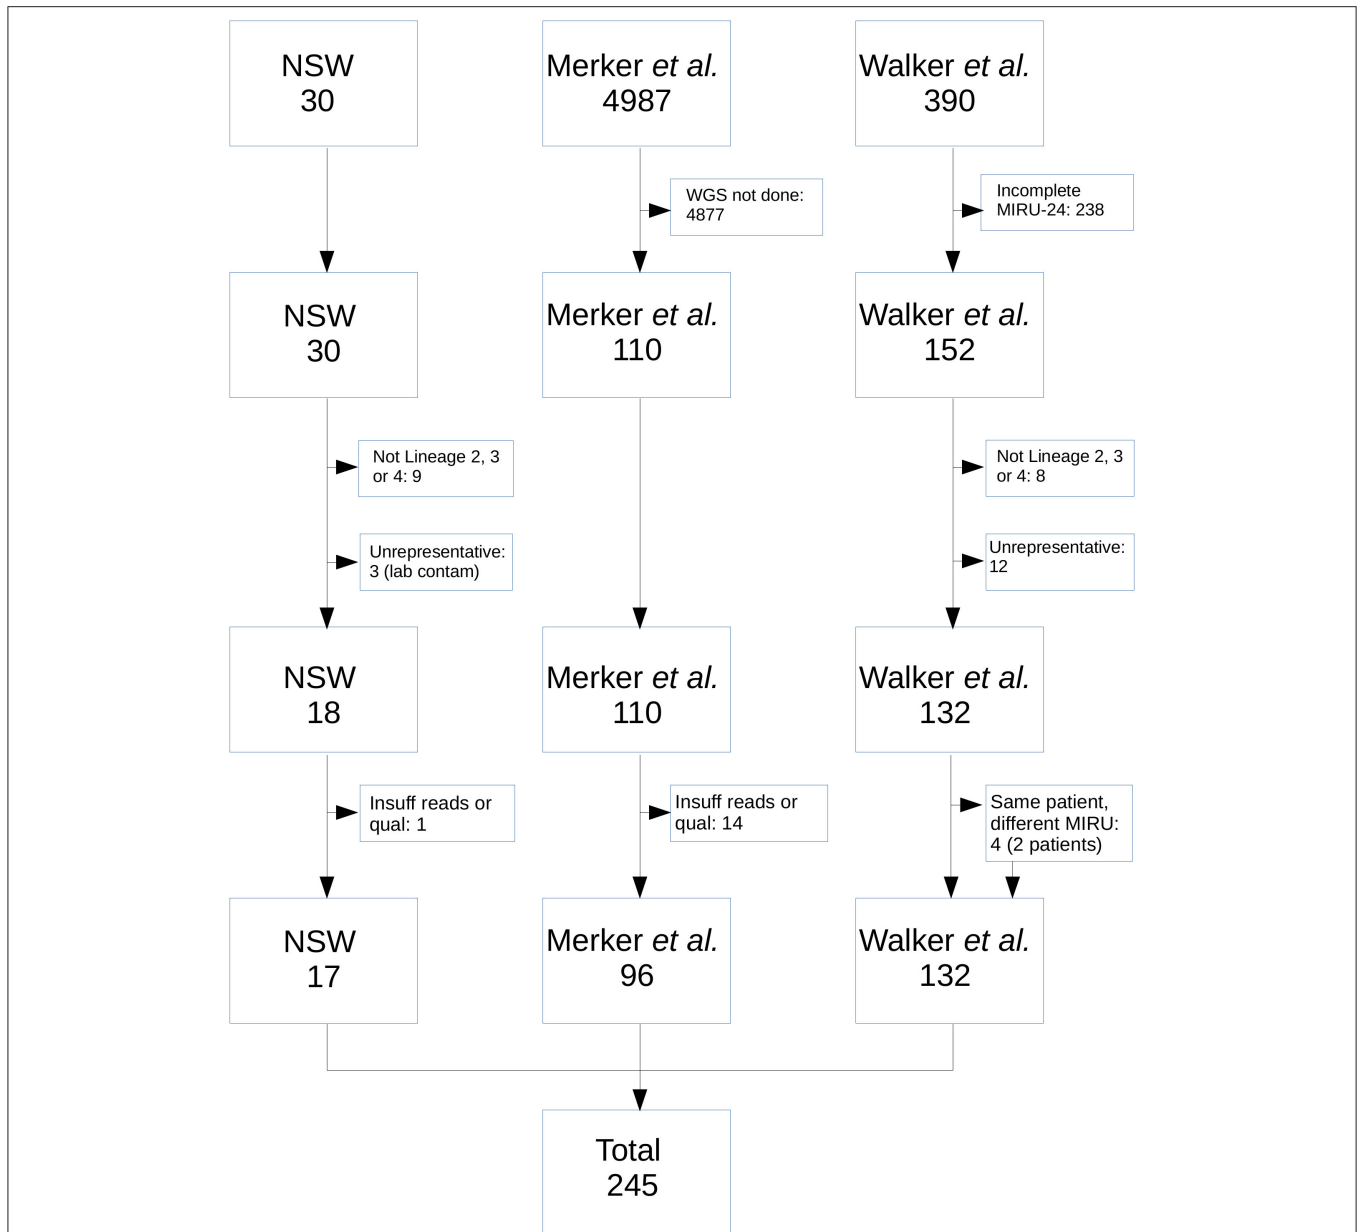 NSW
30
Merker et al.
4987
Walker et al.
390
WGS not done:
4877
Incomplete
MIRU-24: 238
NSW
30
Merker et al.
110
Walker et al.
152
Not Lineage 2, 3
or 4: 9
Not Lineage 2, 3
or 4: 8
Unrepresentative:
3 (lab contam)
Unrepresentative:
12
NSW
18
Merker et al.
110
Walker et al.
132
Insuff reads or
qual: 1
Insuff reads or
qual: 14
Same patient,
different MIRU:
4 (2 patients)
NSW
17
Merker et al.
96
Walker et al.
132
Total
245